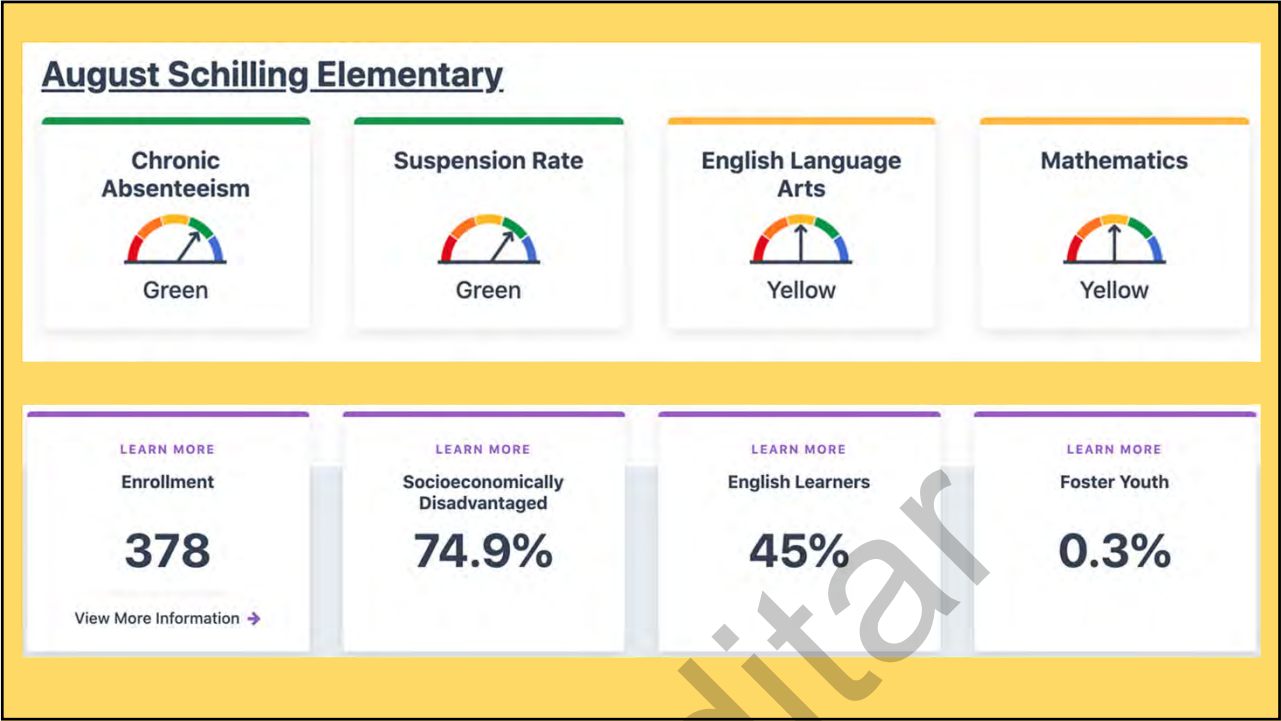 August Schilling Elementary
Chronic
Absenteeism
Green
Suspension Rate
Green
English Language
Arts
Yellow
Mathematics
Yellow
LEARN MORE
Enrollment
378
View More Information
LEARN MORE
Socioeconomically
Disadvantaged
74.9%
LEARN MORE
English Learners
45%
LEARN MORE
Foster Youth
0.3%